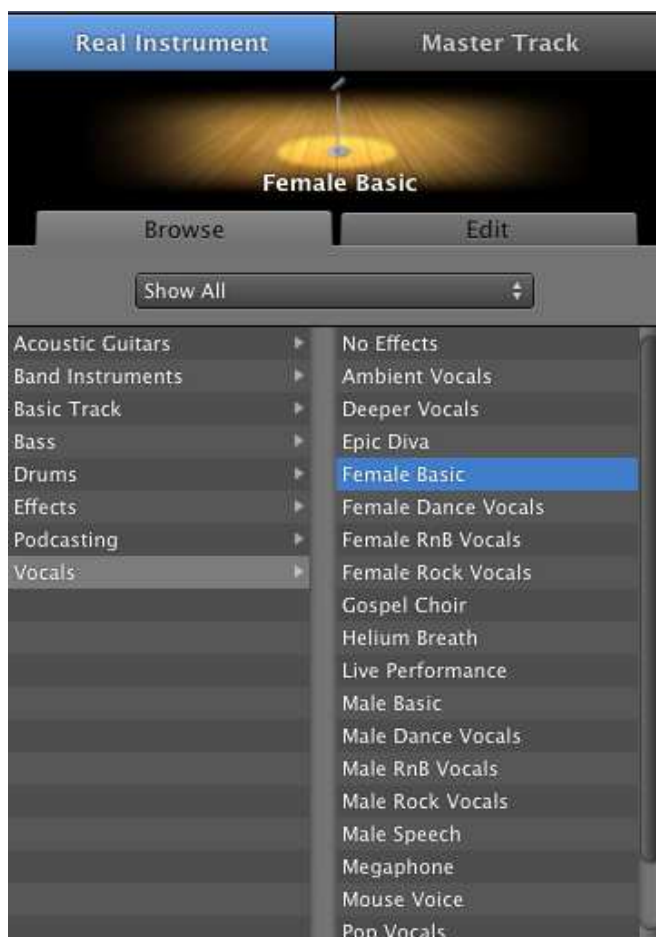 Real Instrument
Master Track
Female Basic
Browse
Edit
Show All
Acoustic Guitars
Band Instruments
Basic Track
Bass
Drums
Effects
Podcasting
Vocals
No Effects
Ambient Vocals
Deeper Vocals
Epic Diva
Female Basic
Female Dance Vocals
Female RnB Vocals
Female Rock Vocals
Gospel Choir
Helium Breath
Live Performance
Male Basic
Male Dance Vocals
Male RnB Vocals
Male Rock Vocals
Male Speech
Megaphone
Mouse Voice
Pop Vocals